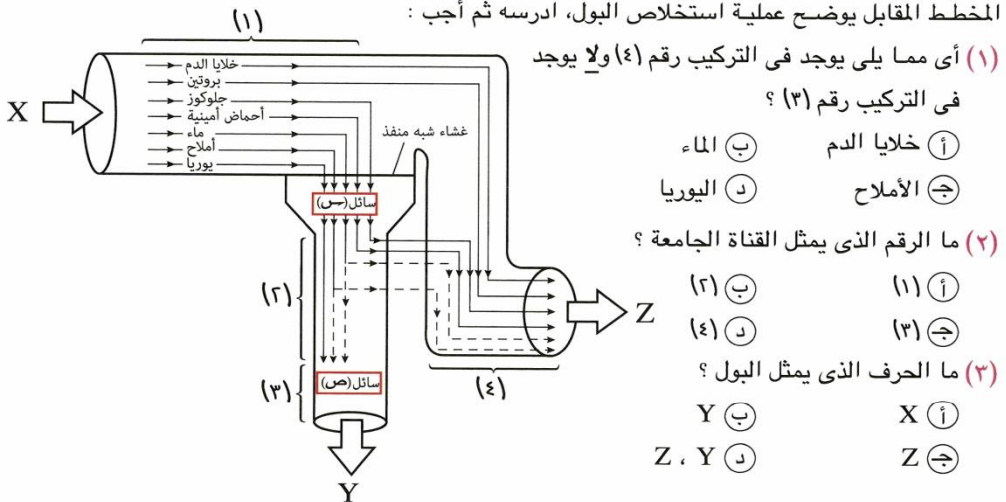 المخطط المقابل يوضح عملية استخلاص البول، ادرسه ثم أجب :
(١) أى مما يلى يوجد فى التركيب رقم (٤) ولا يوجد
فى التركيب رقم (٣) ؟
أ خلايا الدم
ب الماء
جـ الأملاح
د اليوريا
(٢) ما الرقم الذى يمثل القناة الجامعة ؟
أ (١)
ب (٢)
جـ (٣)
د (٤)
(٣) ما الحرف الذى يمثل البول ؟
أ X
ب Y
جـ Z
د Z ، Y
(١)
X
خلايا الدم
بروتين
جلوكوز
أحماض أمينية
ماء
أملاح
يوريا
غشاء شبه منفذ
سائل (س)
(٢)
Z
سائل (ص)
(٣)
(٤)
Y